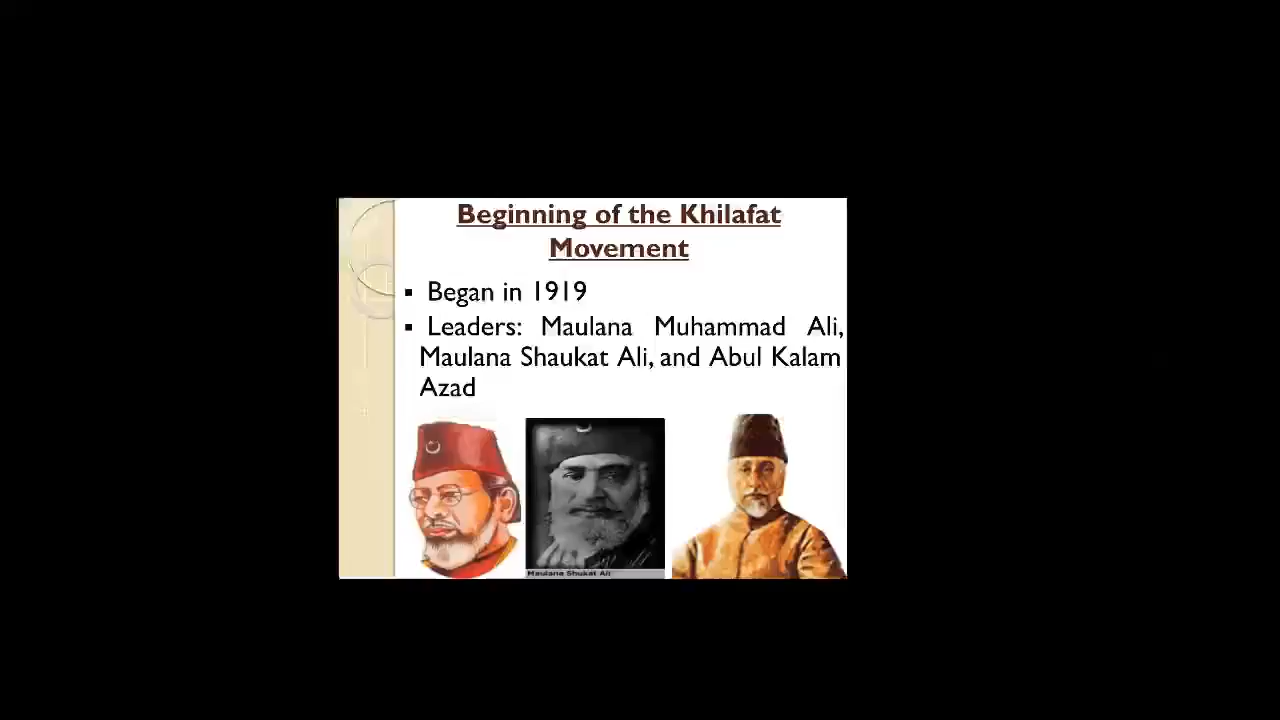 Beginning of the Khilafat
Movement
▪ Began in 1919
▪ Leaders: Maulana Muhammad Ali,
Maulana Shaukat Ali, and Abul Kalam
Azad
Maulana Shukat Ali